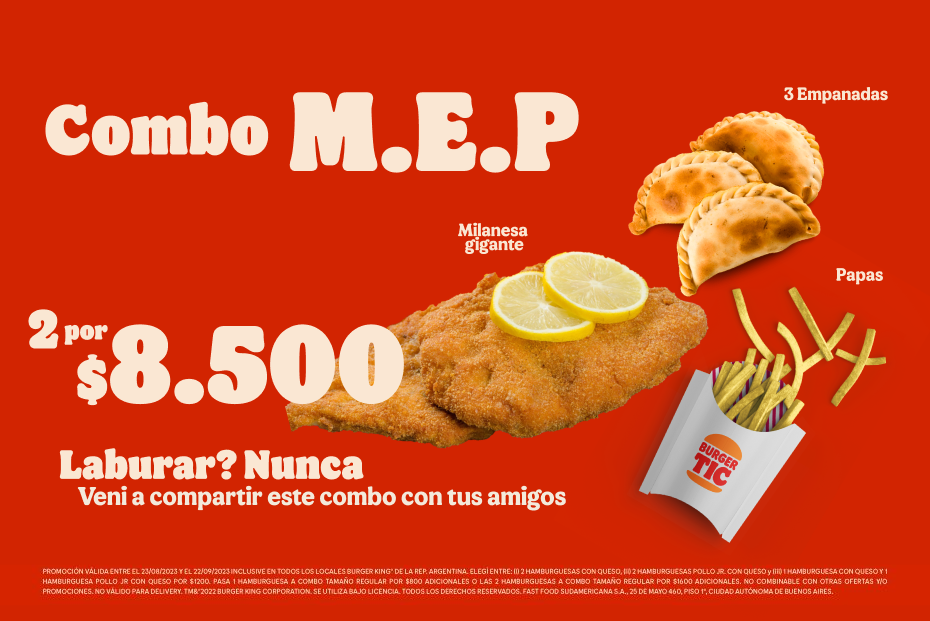 Combo M.E.P
3 Empanadas
Milanesa
gigante
Papas
2 por
$8.500
BURGER
TIC
Laburar? Nunca
Veni a compartir este combo con tus amigos
PROMOCIÓN VÁLIDA ENTRE EL 23/08/2023 Y EL 22/09/2023 INCLUSIVE EN TODOS LOS LOCALES BURGER KING® DE LA REP. ARGENTINA. ELEGÍ ENTRE: (i) 2 HAMBURGUESAS CON QUESO, (ii) 2 HAMBURGUESAS POLLO JR. CON QUESO y (iii) 1 HAMBURGUESA CON QUESO Y 1
HAMBURGUESA POLLO JR CON QUESO POR $1200. PASA 1 HAMBURGUESA A COMBO TAMAÑO REGULAR POR $800 ADICIONALES O LAS 2 HAMBURGUESAS A COMBO TAMAÑO REGULAR POR $1600 ADICIONALES. NO COMBINABLE CON OTRAS OFERTAS Y/O
PROMOCIONES. NO VÁLIDO PARA DELIVERY. TM&®2022 BURGER KING CORPORATION. SE UTILIZA BAJO LICENCIA. TODOS LOS DERECHOS RESERVADOS. FAST FOOD SUDAMERICANA S.A., 25 DE MAYO 460, PISO 1°, CIUDAD AUTÓNOMA DE BUENOS AIRES.